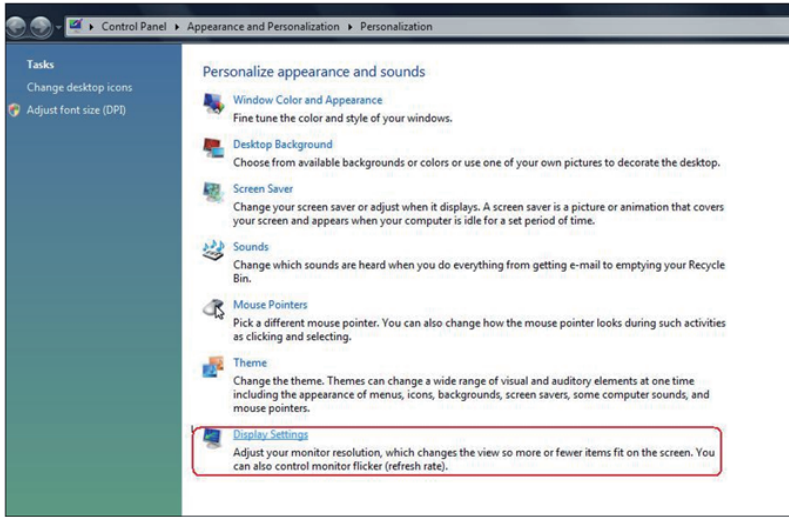 Control Panel ▸ Appearance and Personalization ▸ Personalization
Tasks
Change desktop icons
Adjust font size (DPI)
Personalize appearance and sounds
Window Color and Appearance
Fine tune the color and style of your windows.
Desktop Background
Choose from available backgrounds or colors or use one of your own pictures to decorate the desktop.
Screen Saver
Change your screen saver or adjust when it displays. A screen saver is a picture or animation that covers
your screen and appears when your computer is idle for a set period of time.
Sounds
Change which sounds are heard when you do everything from getting e-mail to emptying your Recycle
Bin.
Mouse Pointers
Pick a different mouse pointer. You can also change how the mouse pointer looks during such activities
as clicking and selecting.
Theme
Change the theme. Themes can change a wide range of visual and auditory elements at one time
including the appearance of menus, icons, backgrounds, screen savers, some computer sounds, and
mouse pointers.
Display Settings
Adjust your monitor resolution, which changes the view so more or fewer items fit on the screen. You
can also control monitor flicker (refresh rate).